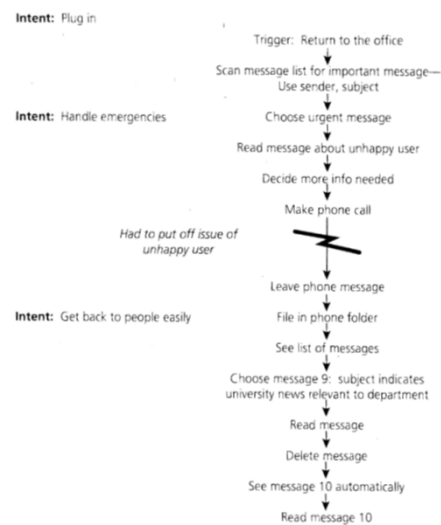 Intent: Plug in
Trigger: Return to the office
Scan message list for important message—
Use sender, subject
Intent: Handle emergencies
Choose urgent message
Read message about unhappy user
Decide more info needed
Make phone call
Had to put off issue of
unhappy user
Leave phone message
Intent: Get back to people easily
File in phone folder
See list of messages
Choose message 9: subject indicates
university news relevant to department
Read message
Delete message
See message 10 automatically
Read message 10